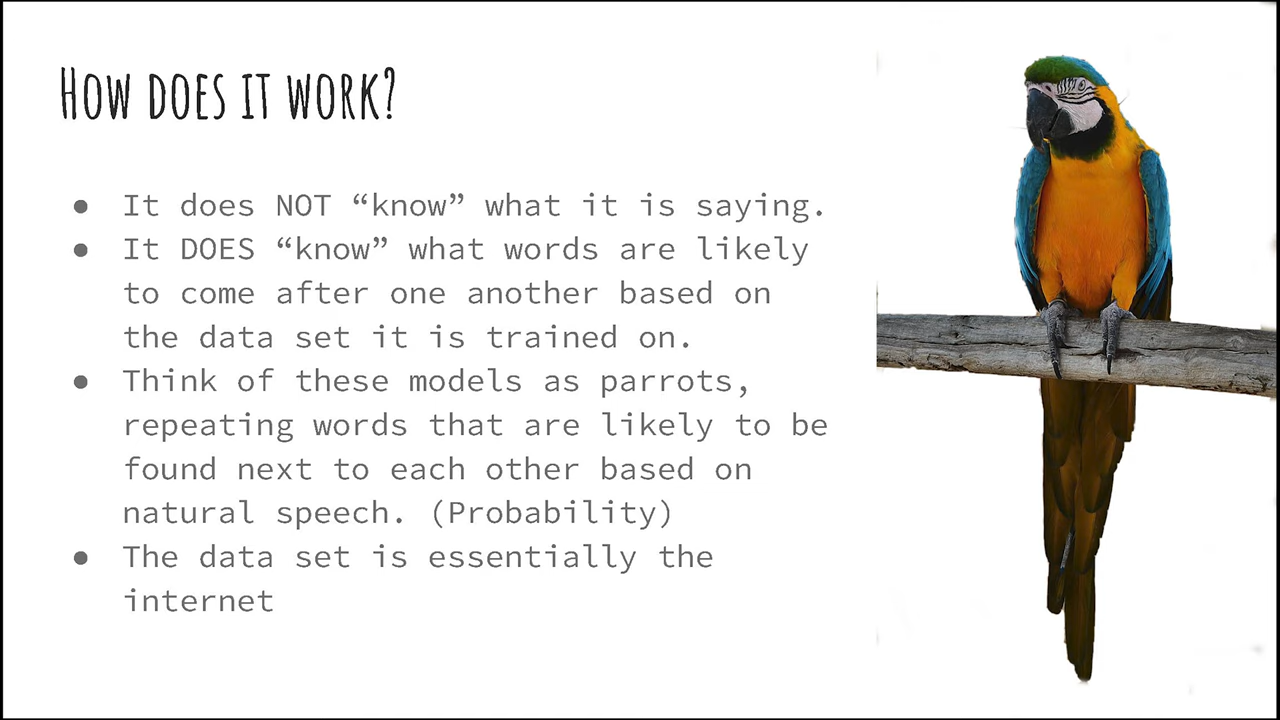 How does it work?
● It does NOT “know” what it is saying.
● It DOES “know” what words are likely
to come after one another based on
the data set it is trained on.
● Think of these models as parrots,
repeating words that are likely to be
found next to each other based on
natural speech. (Probability)
● The data set is essentially the
internet